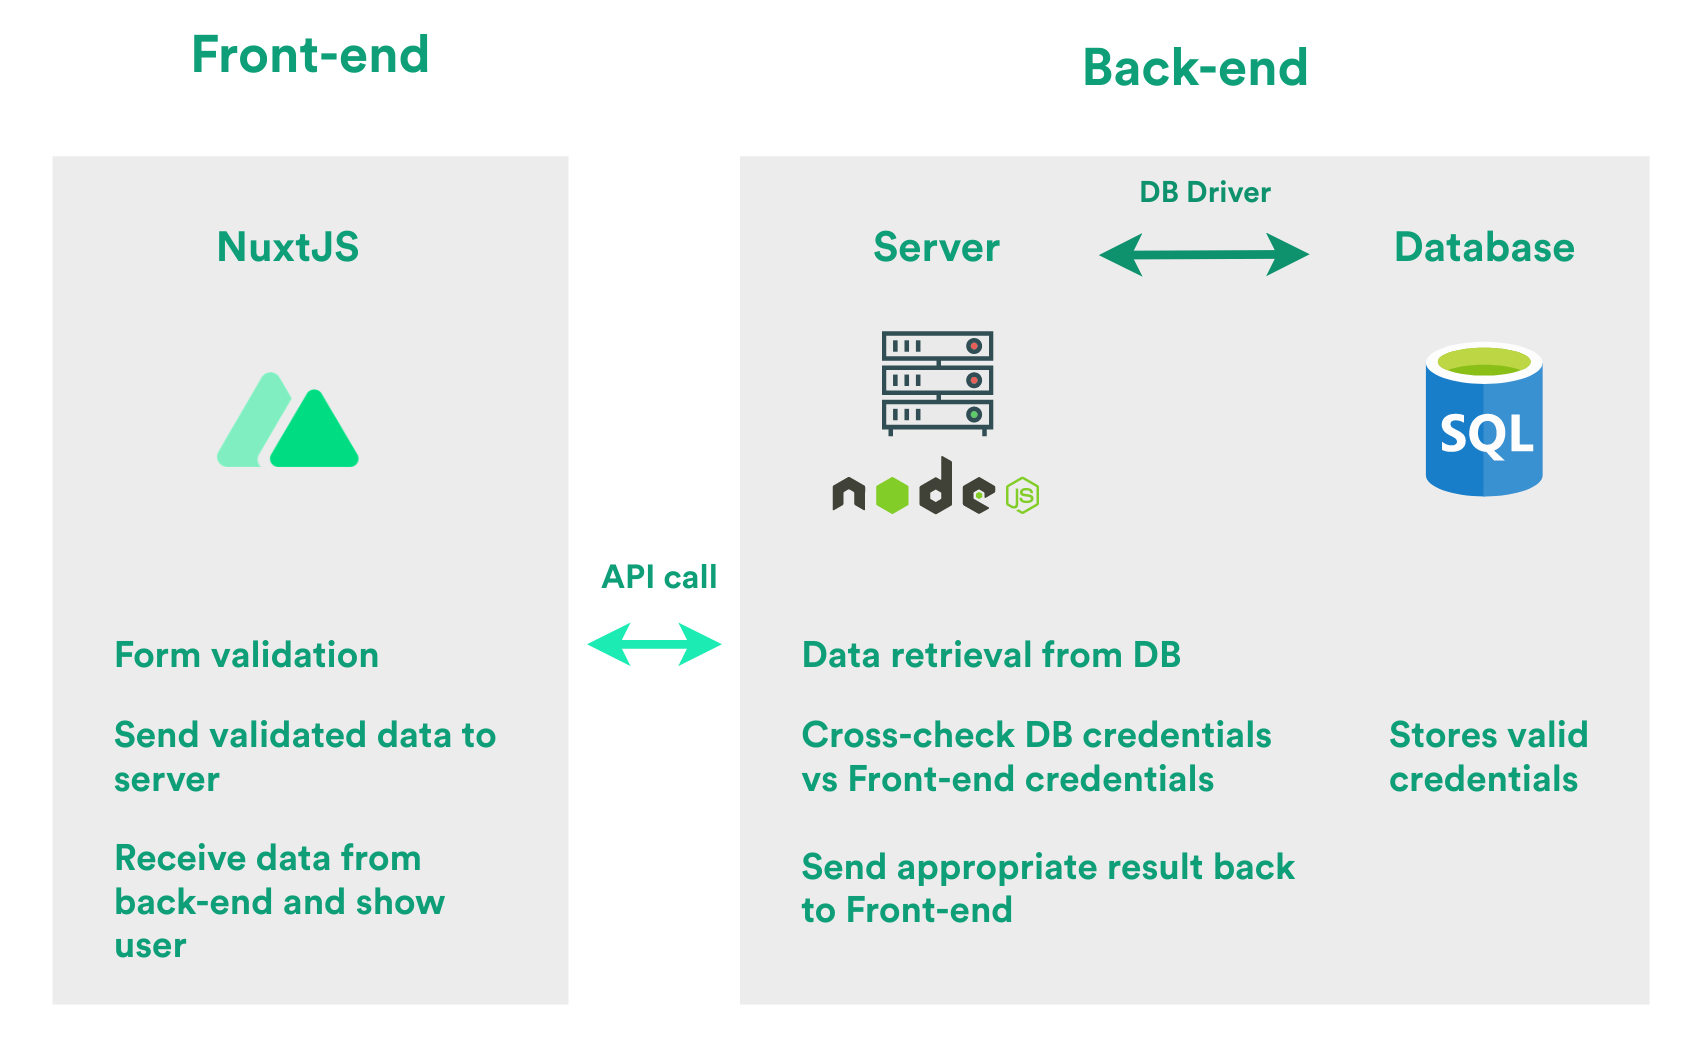 Front-end
Back-end
NuxtJS
Server
DB Driver
Database
node
JS
SQL
API call
Form validation
Send validated data to
server
Receive data from
back-end and show
user
Data retrieval from DB
Cross-check DB credentials
vs Front-end credentials
Send appropriate result back
to Front-end
Stores valid
credentials